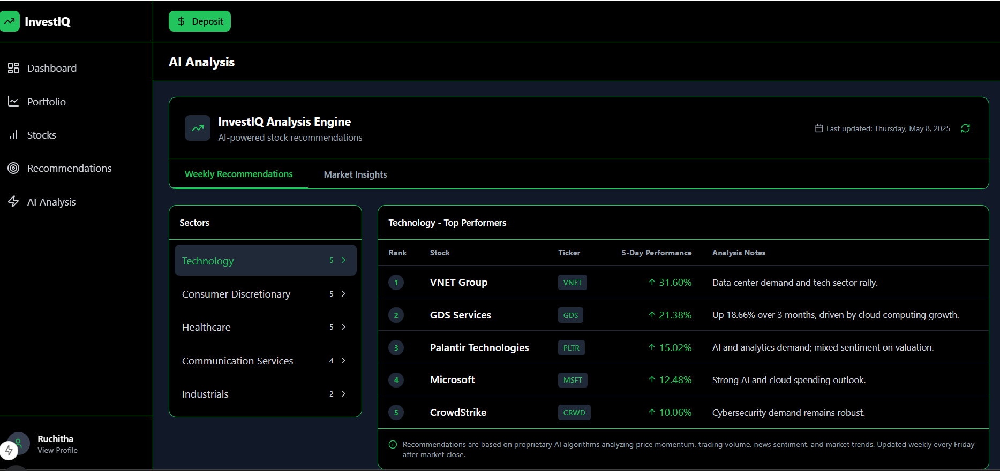 InvestIQ
Deposit
Dashboard
Portfolio
Stocks
Recommendations
AI Analysis
Ruchitha
View Profile
AI Analysis
InvestIQ Analysis Engine
AI-powered stock recommendations
Last updated: Thursday, May 8, 2025
Weekly Recommendations Market Insights
Sectors
Technology 5
Consumer Discretionary 5
Healthcare 5
Communication Services 4
Industrials 2
Technology - Top Performers
Rank Stock Ticker 5-Day Performance Analysis Notes
1 VNET Group VNET ↑ 31.60% Data center demand and tech sector rally.
2 GDS Services GDS ↑ 21.38% Up 18.66% over 3 months, driven by cloud computing growth.
3 Palantir Technologies PLTR ↑ 15.02% AI and analytics demand; mixed sentiment on valuation.
4 Microsoft MSFT ↑ 12.48% Strong AI and cloud spending outlook.
5 CrowdStrike CRWD ↑ 10.06% Cybersecurity demand remains robust.
Recommendations are based on proprietary AI algorithms analyzing price momentum, trading volume, news sentiment, and market trends. Updated weekly every Friday
after market close.